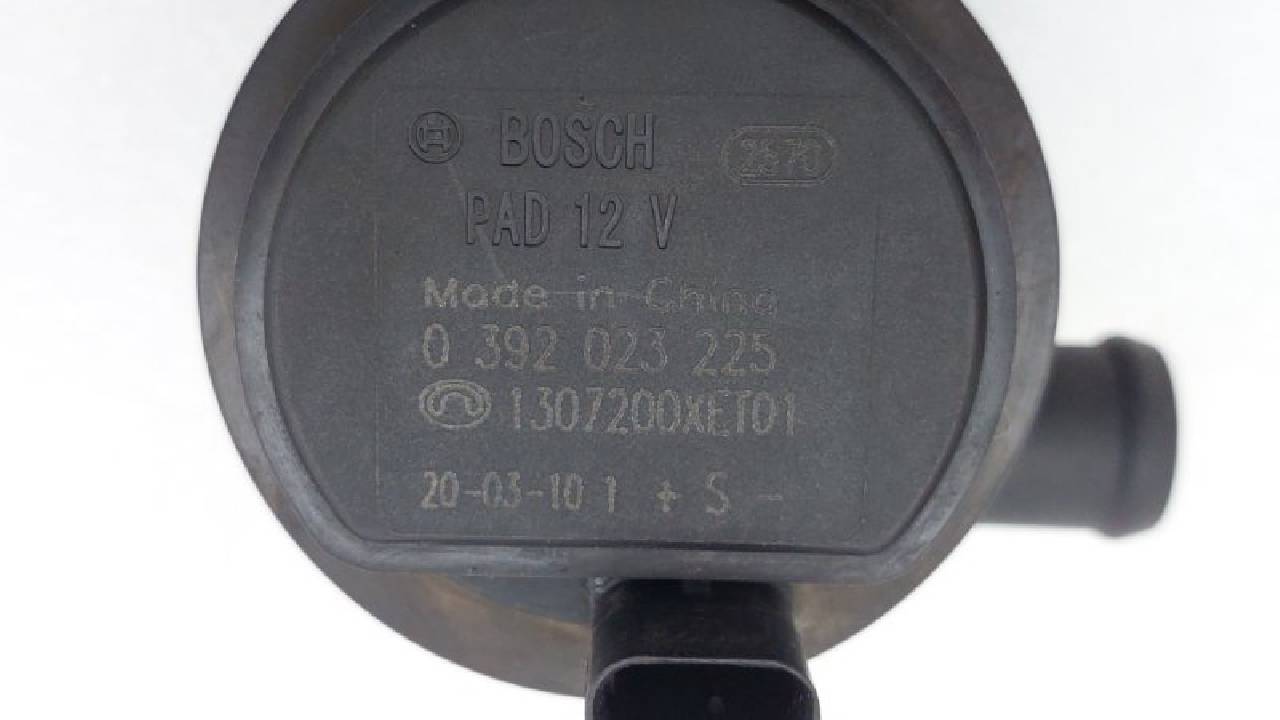 BOSCH 2570
PAD 12 V
Made in China
0 392 023 225
1307200XET01
20-03-10 1 + S -